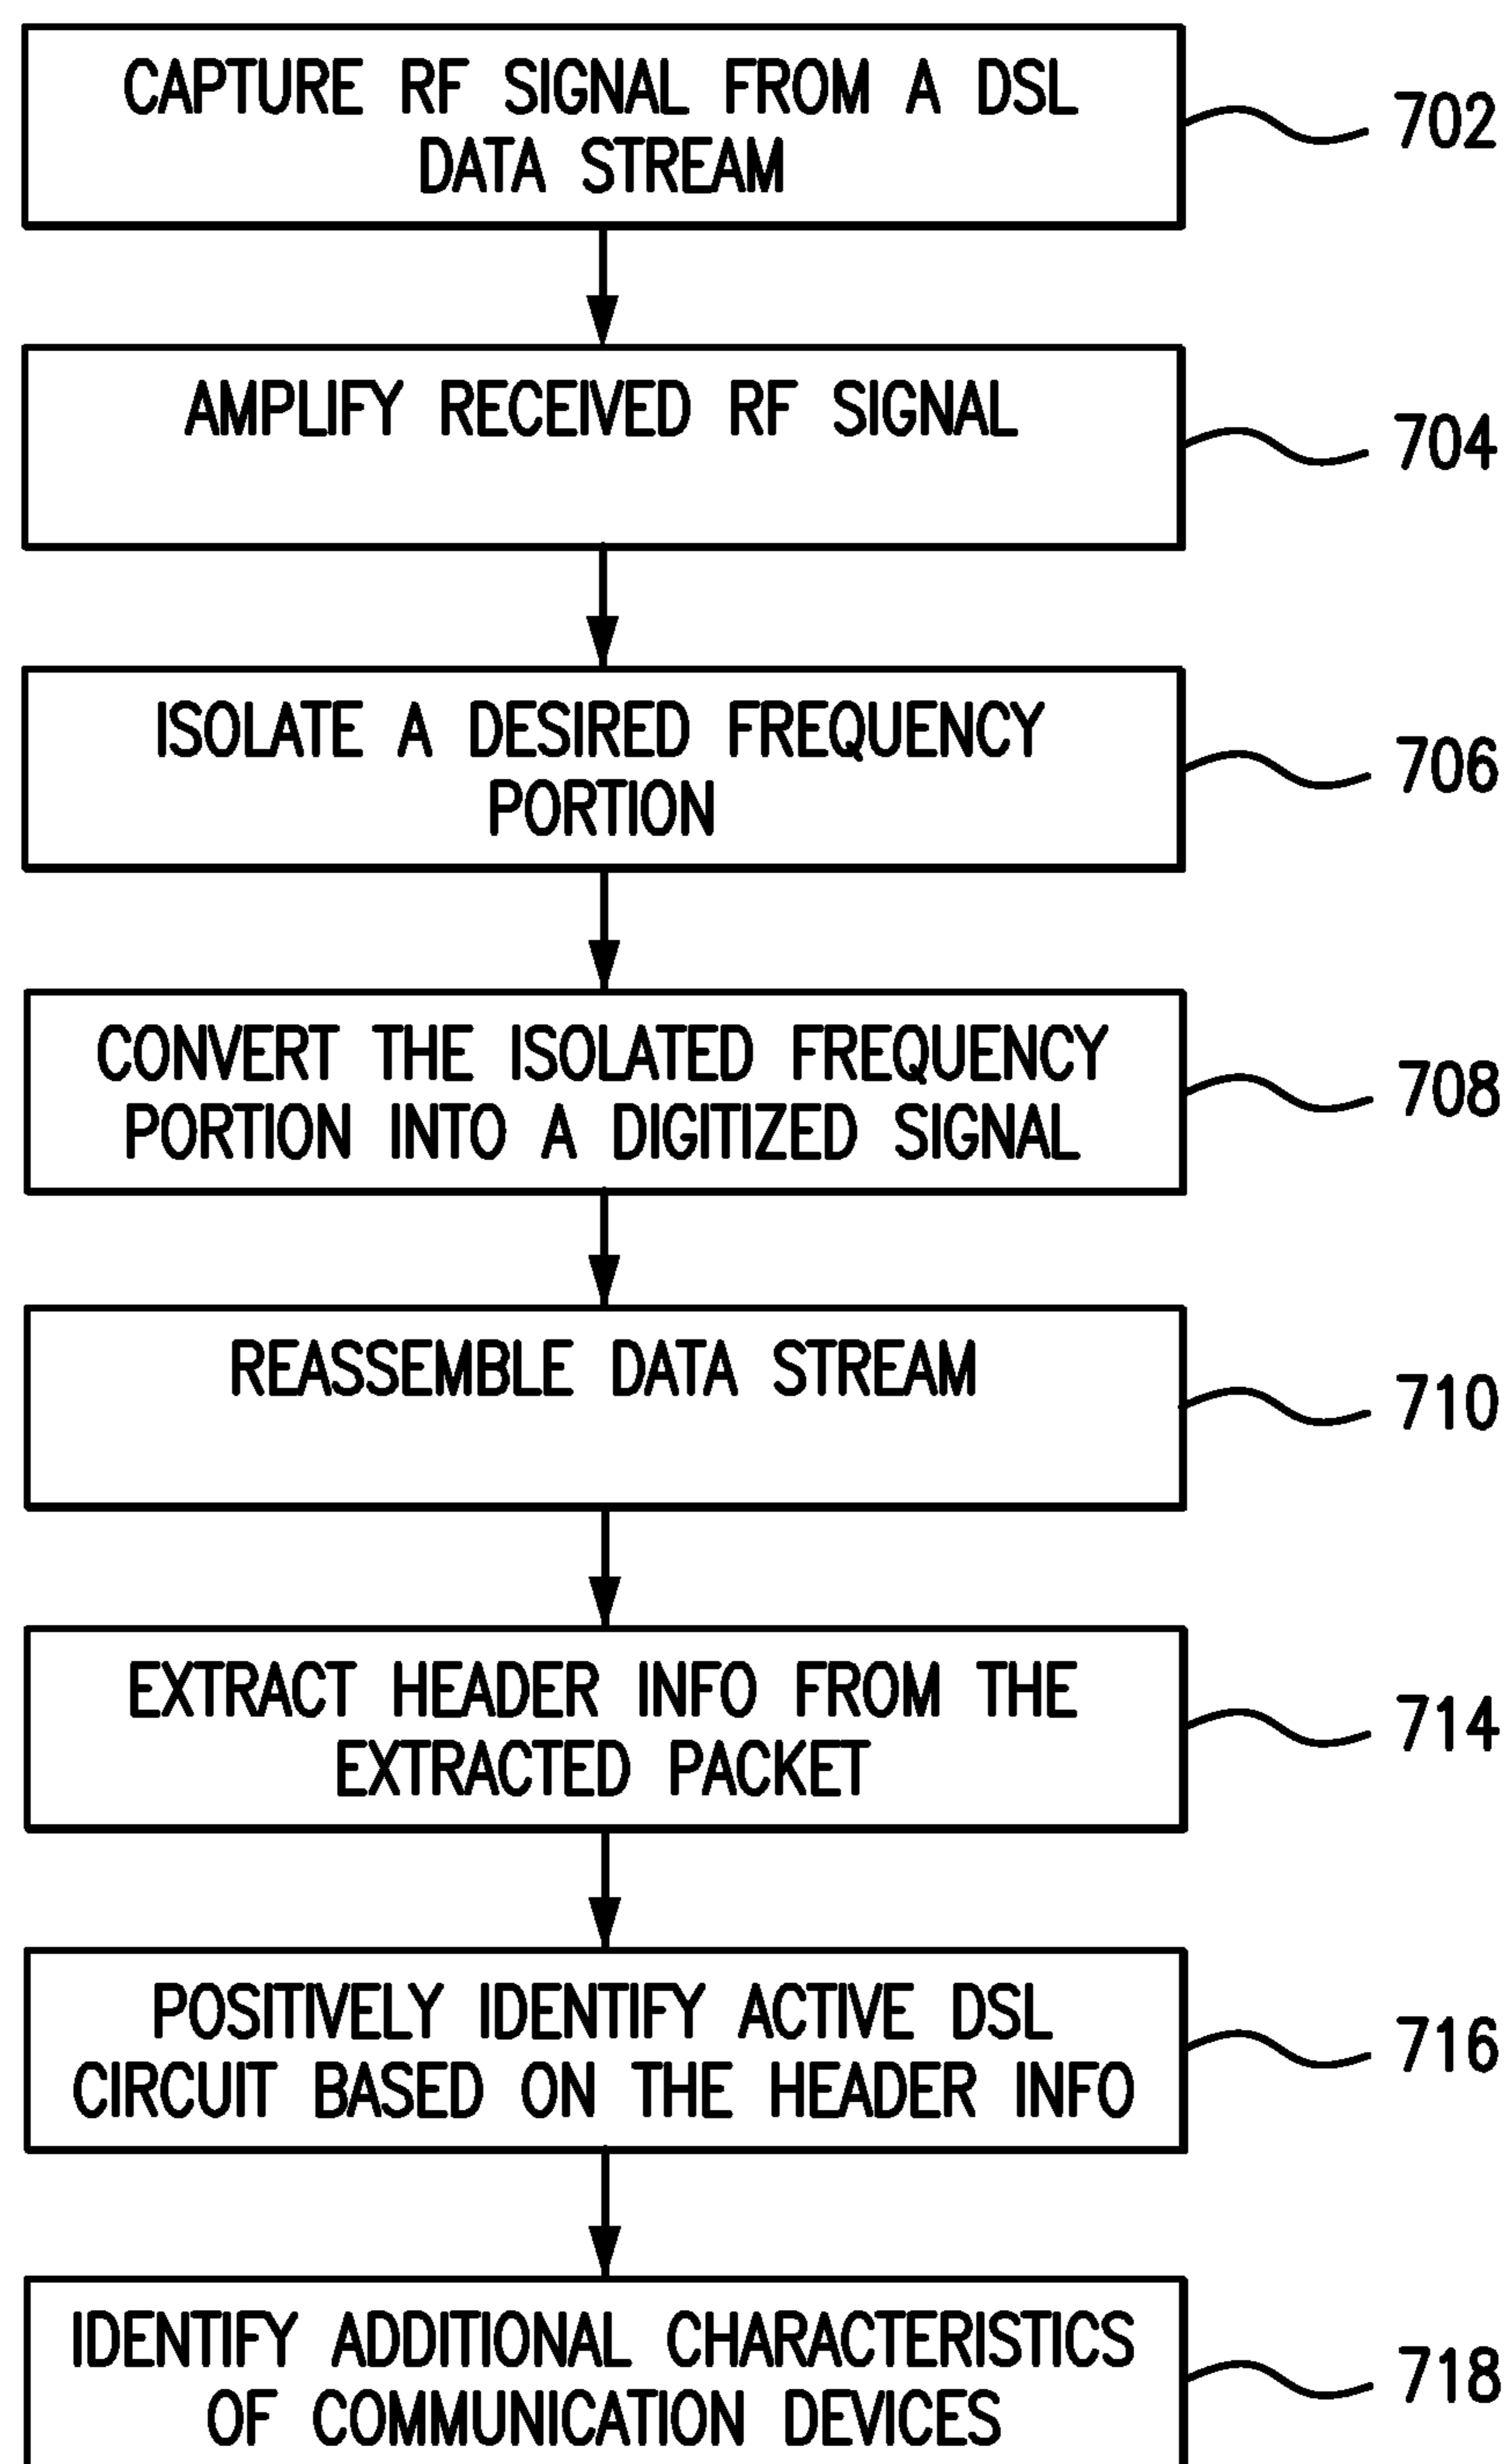 CAPTURE RF SIGNAL FROM A DSL
DATA STREAM
702
AMPLIFY RECEIVED RF SIGNAL
704
ISOLATE A DESIRED FREQUENCY
PORTION
706
CONVERT THE ISOLATED FREQUENCY
PORTION INTO A DIGITIZED SIGNAL
708
REASSEMBLE DATA STREAM
710
EXTRACT HEADER INFO FROM THE
EXTRACTED PACKET
714
POSITIVELY IDENTIFY ACTIVE DSL
CIRCUIT BASED ON THE HEADER INFO
716
IDENTIFY ADDITIONAL CHARACTERISTICS
OF COMMUNICATION DEVICES
718